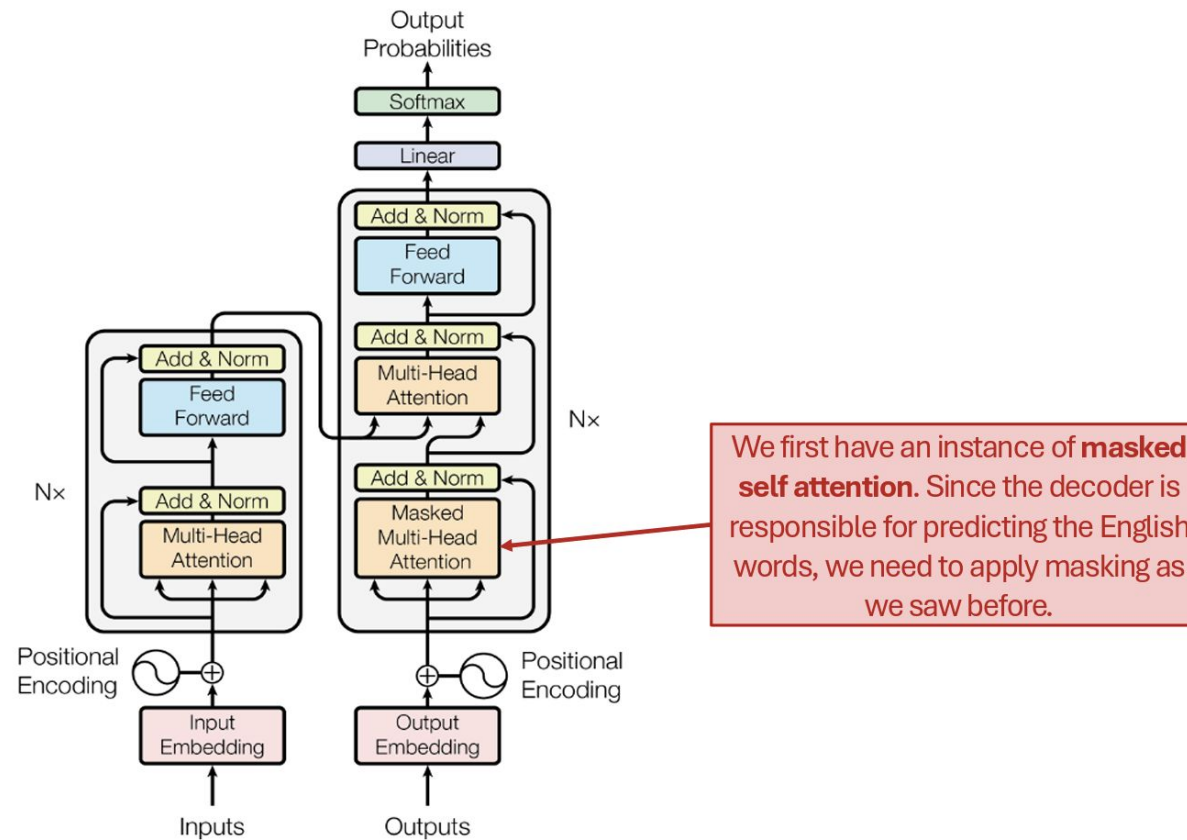 Output
Probabilities
Softmax
Linear
Add & Norm
Feed
Forward
Add & Norm
Multi-Head
Attention
Nx
Add & Norm
Masked
Multi-Head
Attention
Add & Norm
Feed
Forward
Nx
Add & Norm
Multi-Head
Attention
Positional
Encoding
Positional
Encoding
Input
Embedding
Output
Embedding
Inputs
Outputs
We first have an instance of masked
self attention. Since the decoder is
responsible for predicting the English
words, we need to apply masking as
we saw before.